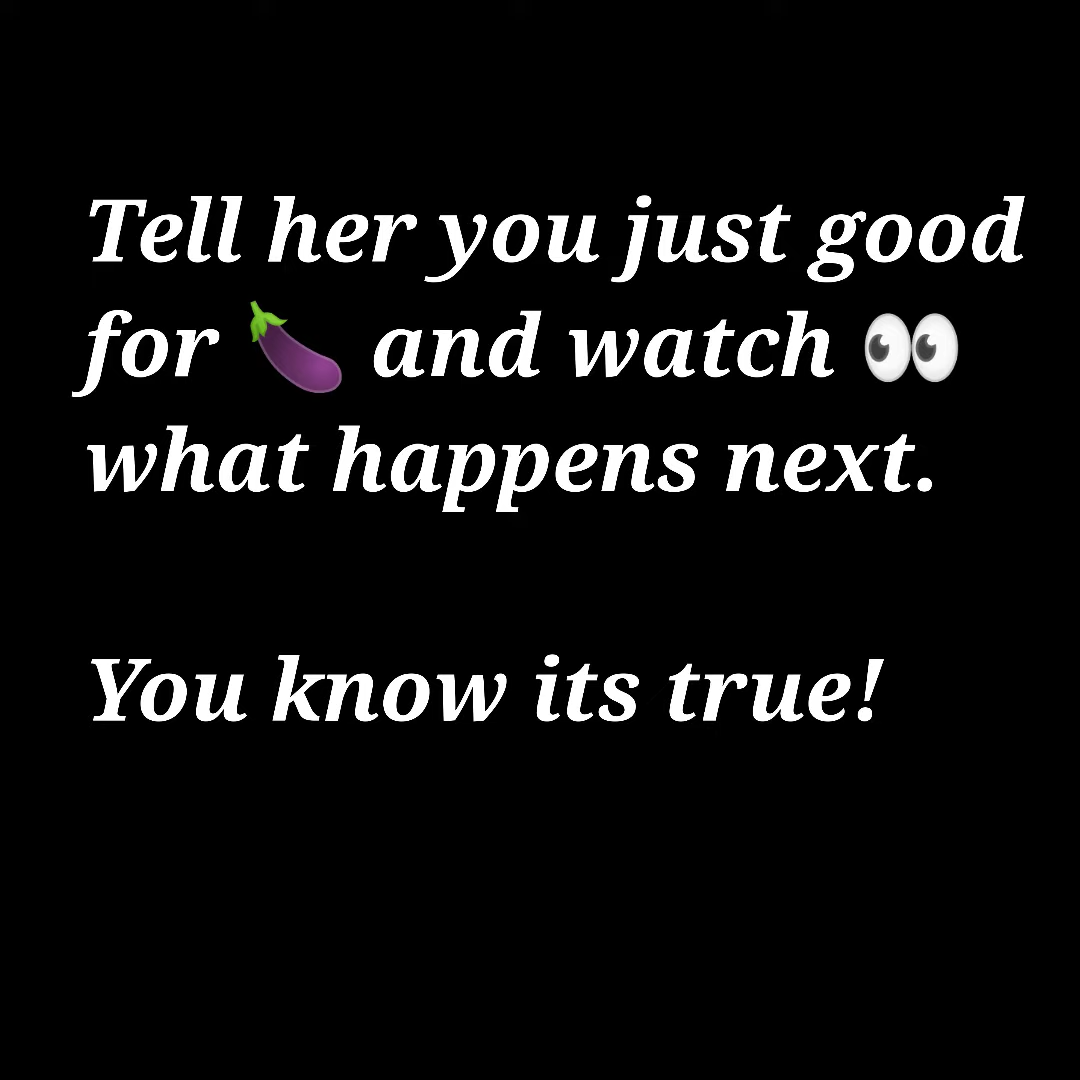 Tell her you just good
for 🍆 and watch 👀
what happens next.
You know its true!